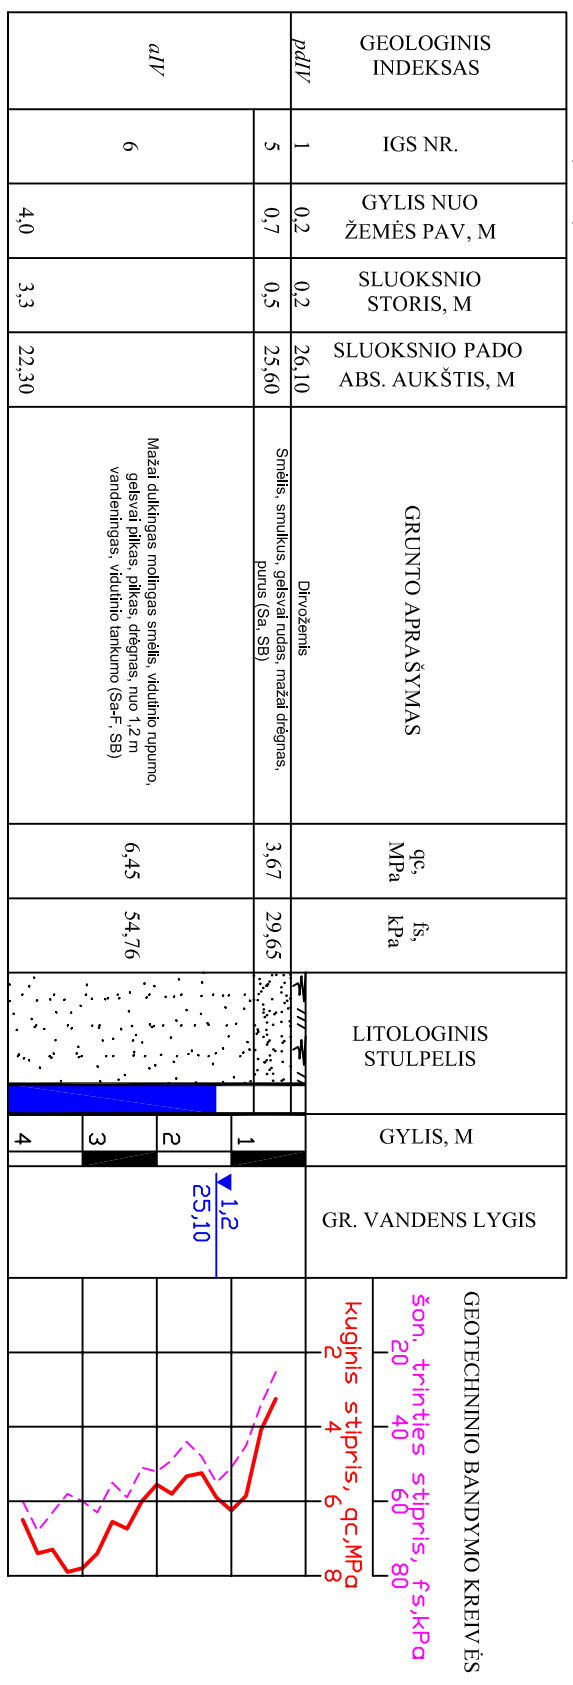 GEOLOGINIS
INDEKSAS
pdIV
aIV
IGS NR.
1
5
6
GYLIS NUO
ŽEMĖS PAV, M
0,2
0,7
4,0
SLUOKSNIO
STORIS, M
0,2
0,5
3,3
SLUOKSNIO PADO
ABS. AUKŠTIS, M
26,10
25,60
22,30
GRUNTO APRAŠYMAS
Dirvožemis
Smėlis, smulkus, gelsvai rudas, mažai drėgnas,
purus (Sa, SB)
Mažai dulkingas molingas smėlis, vidutinio rupumo,
gelsvai pilkas, pilkas, drėgnas, nuo 1,2 m
vandeningas, vidutinio tankumo (Sa-F, SB)
qc,
MPa
3,67
6,45
fs,
kPa
29,65
54,76
LITOLOGINIS
STULPELIS
GYLIS, M
1
2
3
4
GR. VANDENS LYGIS
1,2
25,10
GEOTECHNINIO BANDYMO KREIVĖS
šon. trinties stipris, fs,kPa
20
40
60
80
kuginis stipris, qc,MPa
2
4
6
8